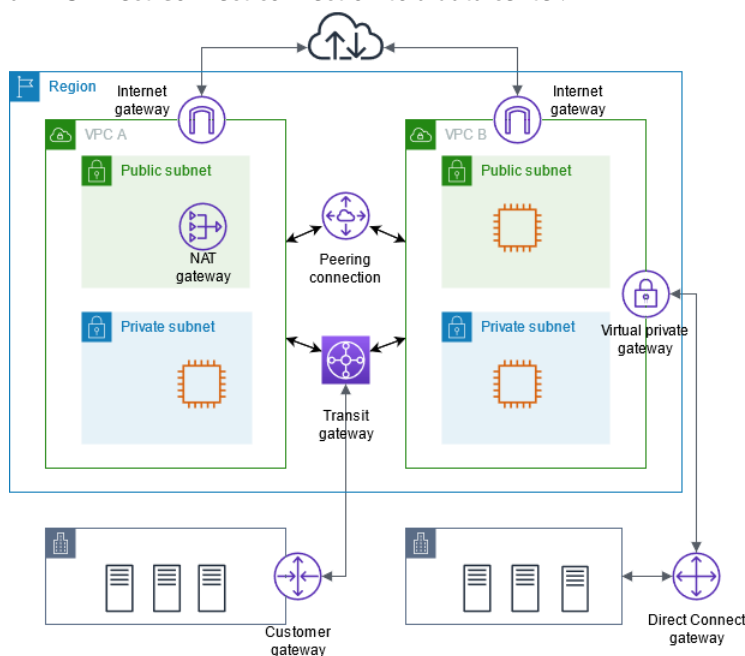 Region
Internet
gateway
Internet
gateway
VPC A
VPC B
Public subnet
Public subnet
NAT
gateway
Peering
connection
Private subnet
Private subnet
Virtual private
gateway
Transit
gateway
Customer
gateway
Direct Connect
gateway